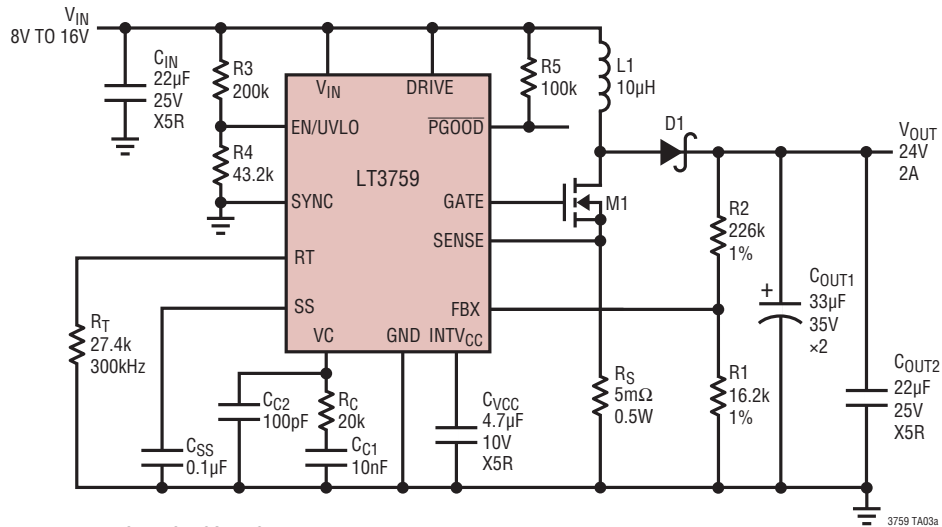 VIN
8V TO 16V
CIN
22µF
25V
X5R
R3
200k
R4
43.2k
VIN
DRIVE
EN/UVLO
PGOOD
LT3759
SYNC
GATE
SENSE
RT
SS
FBX
VC
GND
INTVCC
R5
100k
L1
10µH
D1
M1
VOUT
24V
2A
R2
226k
1%
+
COUT1
33µF
35V
×2
COUT2
22µF
25V
X5R
R1
16.2k
1%
RS
5mΩ
0.5W
RT
27.4k
300kHz
CSS
0.1µF
CC2
100pF
RC
20k
CC1
10nF
CVCC
4.7µF
10V
X5R
3759 TA03a